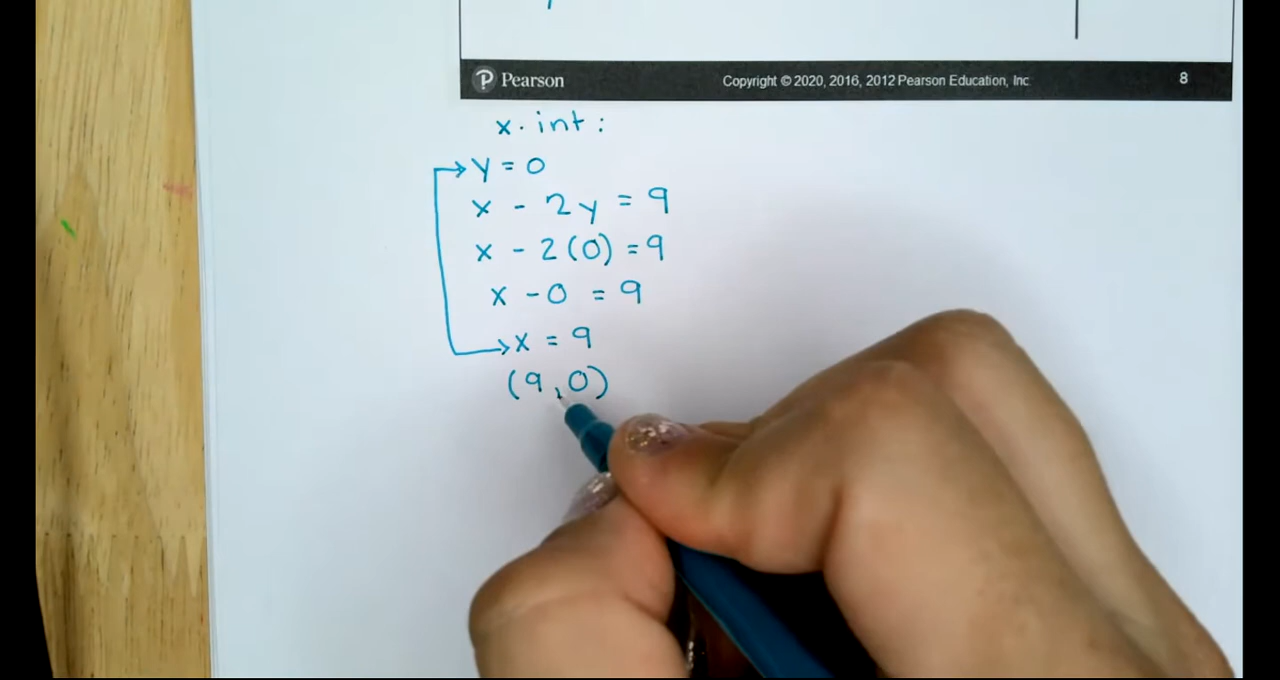 Pearson Copyright © 2020, 2016, 2012 Pearson Education, Inc 8
x. int :
y = 0
x - 2y = 9
x - 2(0) = 9
x - 0 = 9
x = 9
(9,0)